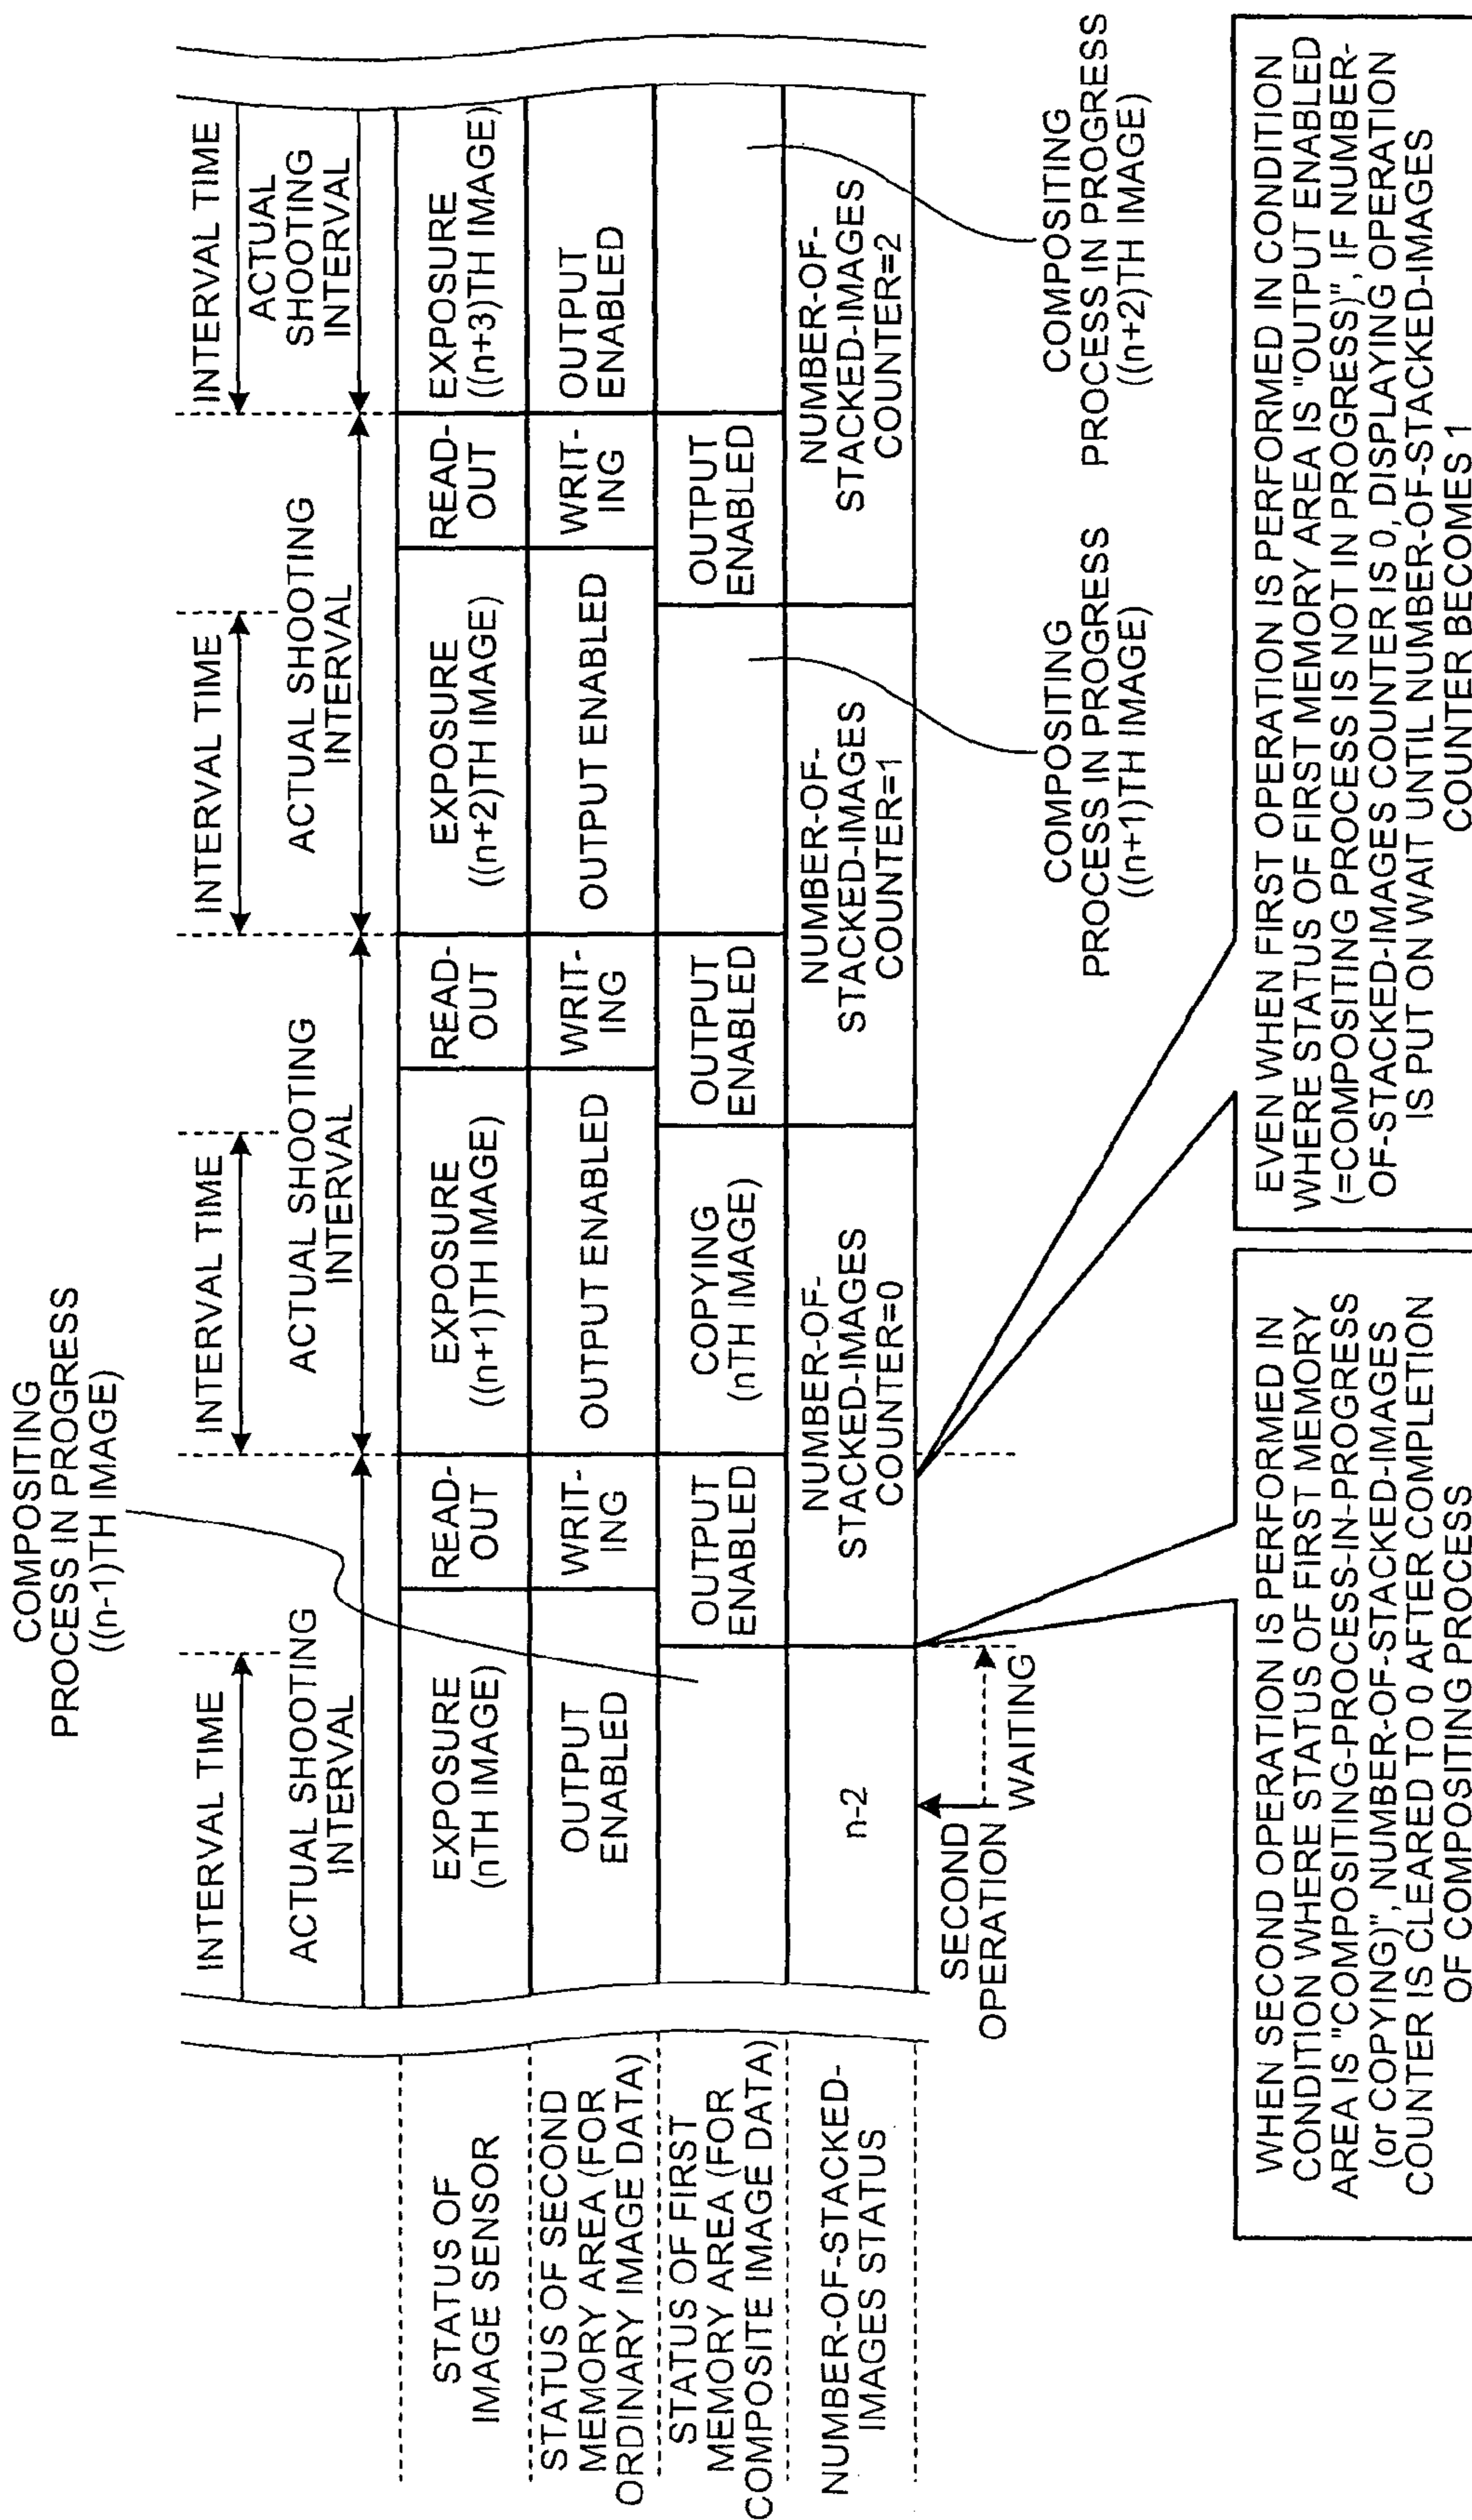 COMPOSITING
PROCESS IN PROGRESS
((n-1)TH IMAGE)
INTERVAL TIME
INTERVAL TIME
INTERVAL TIME
INTERVAL TIME
ACTUAL SHOOTING
INTERVAL
ACTUAL SHOOTING
INTERVAL
ACTUAL SHOOTING
INTERVAL
ACTUAL
SHOOTING
INTERVAL
STATUS OF
IMAGE SENSOR
EXPOSURE
(nTH IMAGE)
READ-
OUT
EXPOSURE
((n+1)TH IMAGE)
READ-
OUT
EXPOSURE
((n+2)TH IMAGE)
READ-
OUT
EXPOSURE
((n+3)TH IMAGE)
STATUS OF SECOND
MEMORY AREA (FOR
ORDINARY IMAGE DATA)
OUTPUT
ENABLED
WRIT-
ING
OUTPUT ENABLED
WRIT-
ING
OUTPUT ENABLED
WRIT-
ING
OUTPUT
ENABLED
STATUS OF FIRST
MEMORY AREA (FOR
COMPOSITE IMAGE DATA)
OUTPUT
ENABLED
COPYING
(nTH IMAGE)
OUTPUT
ENABLED
OUTPUT
ENABLED
NUMBER-OF-STACKED-
IMAGES STATUS
n-2
NUMBER-OF-
STACKED-IMAGES
COUNTER=0
NUMBER-OF-
STACKED-IMAGES
COUNTER=1
NUMBER-OF-
STACKED-IMAGES
COUNTER=2
SECOND
OPERATION
WAITING
COMPOSITING
PROCESS IN PROGRESS
((n+1)TH IMAGE)
COMPOSITING
PROCESS IN PROGRESS
((n+2)TH IMAGE)
WHEN SECOND OPERATION IS PERFORMED IN
CONDITION WHERE STATUS OF FIRST MEMORY
AREA IS "COMPOSITING-PROCESS-IN-PROGRESS
(or COPYING)", NUMBER-OF-STACKED-IMAGES
COUNTER IS CLEARED TO 0 AFTER COMPLETION
OF COMPOSITING PROCESS
EVEN WHEN FIRST OPERATION IS PERFORMED IN CONDITION
WHERE STATUS OF FIRST MEMORY AREA IS "OUTPUT ENABLED
(=COMPOSITING PROCESS IS NOT IN PROGRESS)", IF NUMBER-
OF-STACKED-IMAGES COUNTER IS 0, DISPLAYING OPERATION
IS PUT ON WAIT UNTIL NUMBER-OF-STACKED-IMAGES
COUNTER BECOMES 1